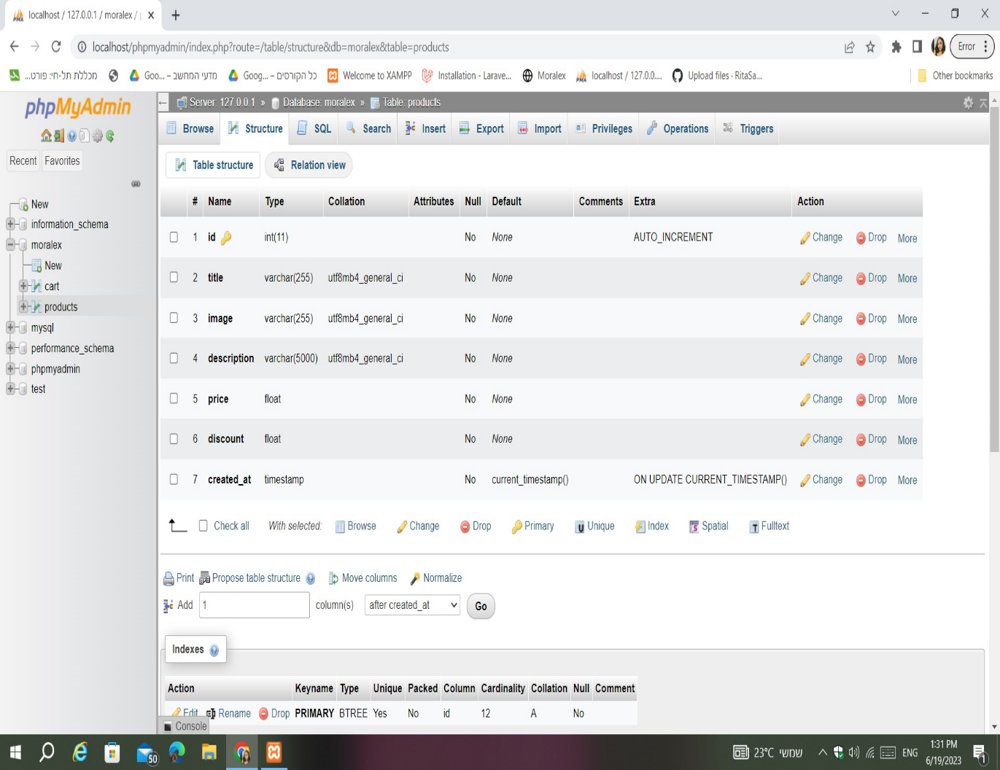 localhost / 127.0.0.1 / moralex / p
localhost/phpmyadmin/index.php?route=/table/structure&db=moralex&table=products
Error
מכללת תל-חי: פורט...
מדעי המחשב – Goo...
כל הקורסים – Goog...
Welcome to XAMPP
Installation - Larave...
Moralex
localhost / 127.0.0....
Upload files · RitaSa...
Other bookmarks
phpMyAdmin
Recent Favorites
New
information_schema
moralex
New
cart
products
mysql
performance_schema
phpmyadmin
test
Server: 127.0.0.1 » Database: moralex » Table: products
Browse Structure SQL Search Insert Export Import Privileges Operations Triggers
Table structure Relation view
# Name Type Collation Attributes Null Default Comments Extra Action
1 id int(11) No None AUTO_INCREMENT Change Drop More
2 title varchar(255) utf8mb4_general_ci No None Change Drop More
3 image varchar(255) utf8mb4_general_ci No None Change Drop More
4 description varchar(5000) utf8mb4_general_ci No None Change Drop More
5 price float No None Change Drop More
6 discount float No None Change Drop More
7 created_at timestamp No current_timestamp() ON UPDATE CURRENT_TIMESTAMP() Change Drop More
Check all With selected: Browse Change Drop Primary Unique Index Spatial Fulltext
Print Propose table structure Move columns Normalize
Add 1 column(s) after created_at Go
Indexes
Action Keyname Type Unique Packed Column Cardinality Collation Null Comment
Edit Rename Drop PRIMARY BTREE Yes No id 12 A No
Console
50
23°C שמשי
ENG
1:31 PM
6/19/2023
1